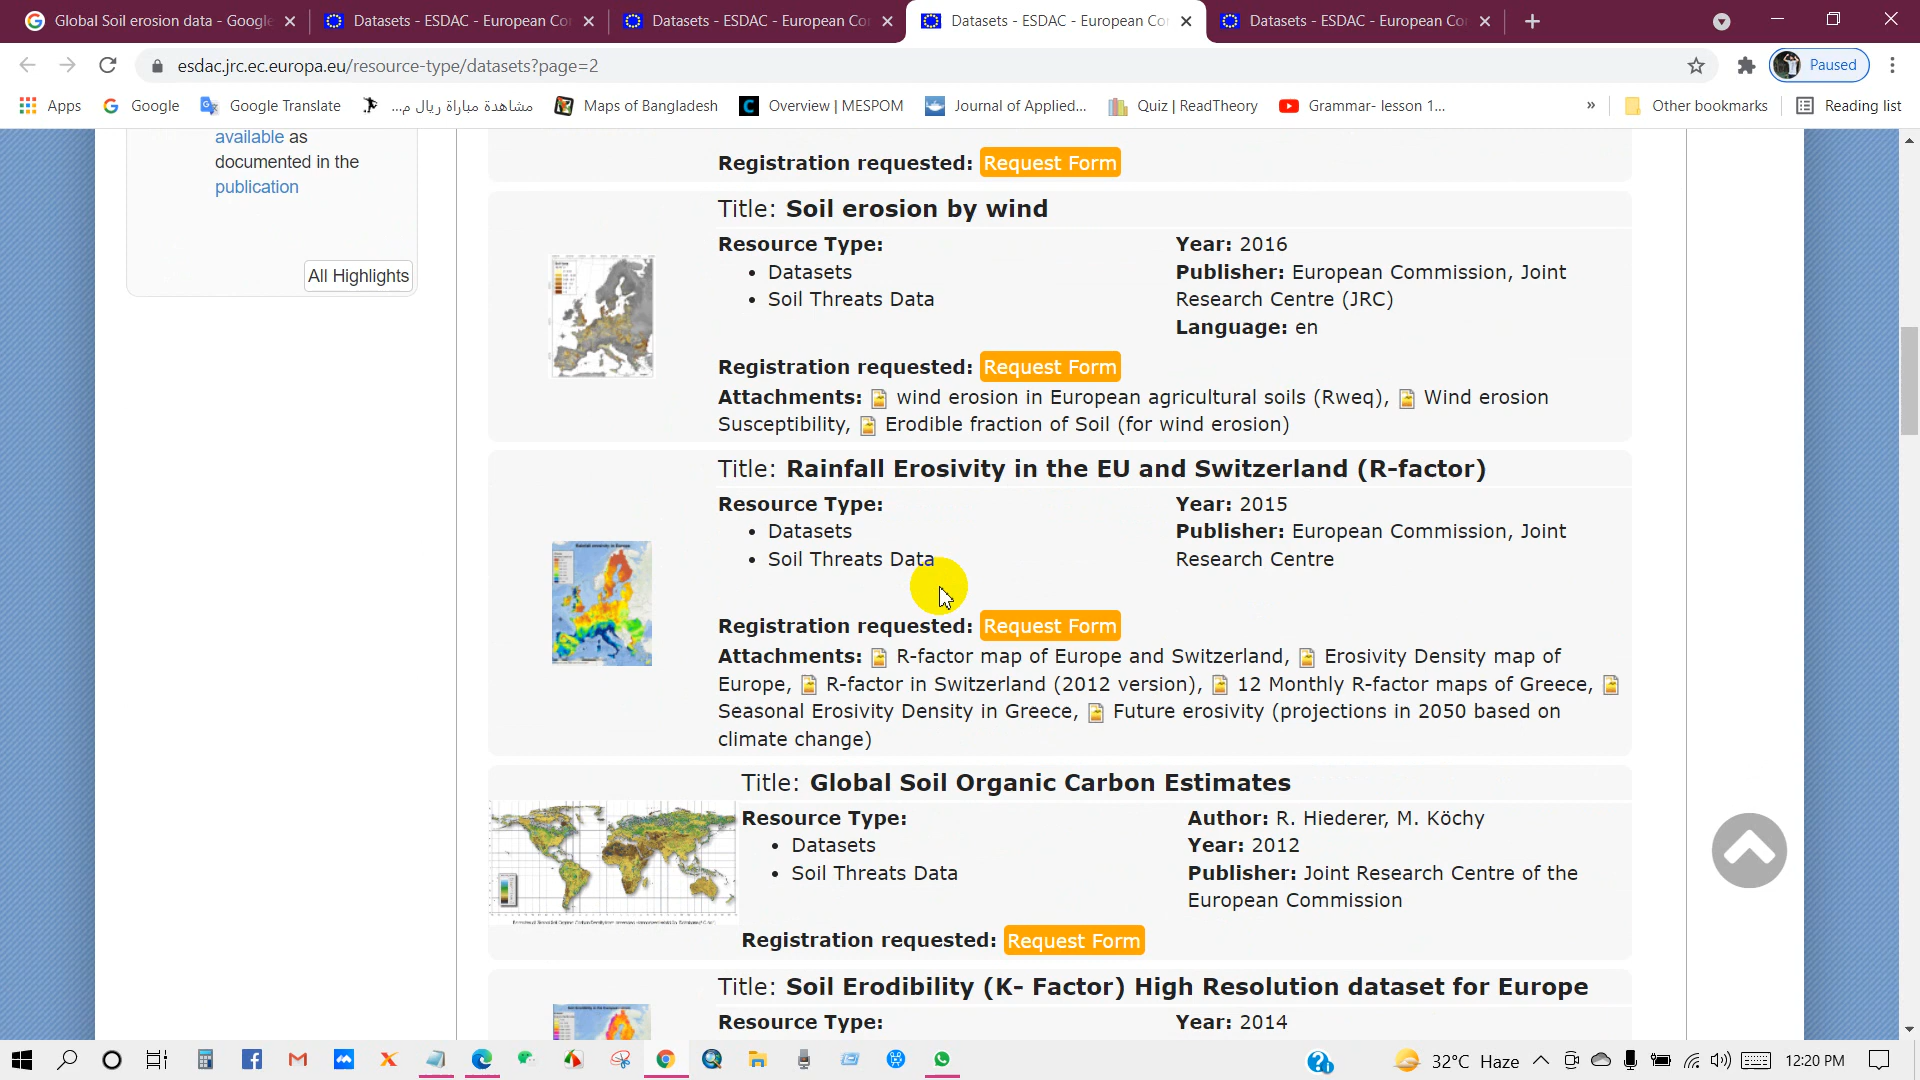 Global Soil erosion data - Google
Datasets - ESDAC - European Co
Datasets - ESDAC - European Co
Datasets - ESDAC - European Co
Datasets - ESDAC - European Co
esdac.jrc.ec.europa.eu/resource-type/datasets?page=2
Paused
Apps
Google
Google Translate
مشاهدة مباراة ريال م...
Maps of Bangladesh
Overview | MESPOM
Journal of Applied...
Quiz | ReadTheory
Grammar- lesson 1...
»
Other bookmarks
Reading list
available as
documented in the
publication
All Highlights
Registration requested: Request Form
Title: Soil erosion by wind
Resource Type:
• Datasets
• Soil Threats Data
Year: 2016
Publisher: European Commission, Joint
Research Centre (JRC)
Language: en
Registration requested: Request Form
Attachments: wind erosion in European agricultural soils (Rweq), Wind erosion
Susceptibility, Erodible fraction of Soil (for wind erosion)
Title: Rainfall Erosivity in the EU and Switzerland (R-factor)
Resource Type:
• Datasets
• Soil Threats Data
Year: 2015
Publisher: European Commission, Joint
Research Centre
Registration requested: Request Form
Attachments: R-factor map of Europe and Switzerland, Erosivity Density map of
Europe, R-factor in Switzerland (2012 version), 12 Monthly R-factor maps of Greece,
Seasonal Erosivity Density in Greece, Future erosivity (projections in 2050 based on
climate change)
Title: Global Soil Organic Carbon Estimates
Resource Type:
• Datasets
• Soil Threats Data
Author: R. Hiederer, M. Köchy
Year: 2012
Publisher: Joint Research Centre of the
European Commission
Registration requested: Request Form
Title: Soil Erodibility (K- Factor) High Resolution dataset for Europe
Resource Type:
Year: 2014
32°C Haze
12:20 PM